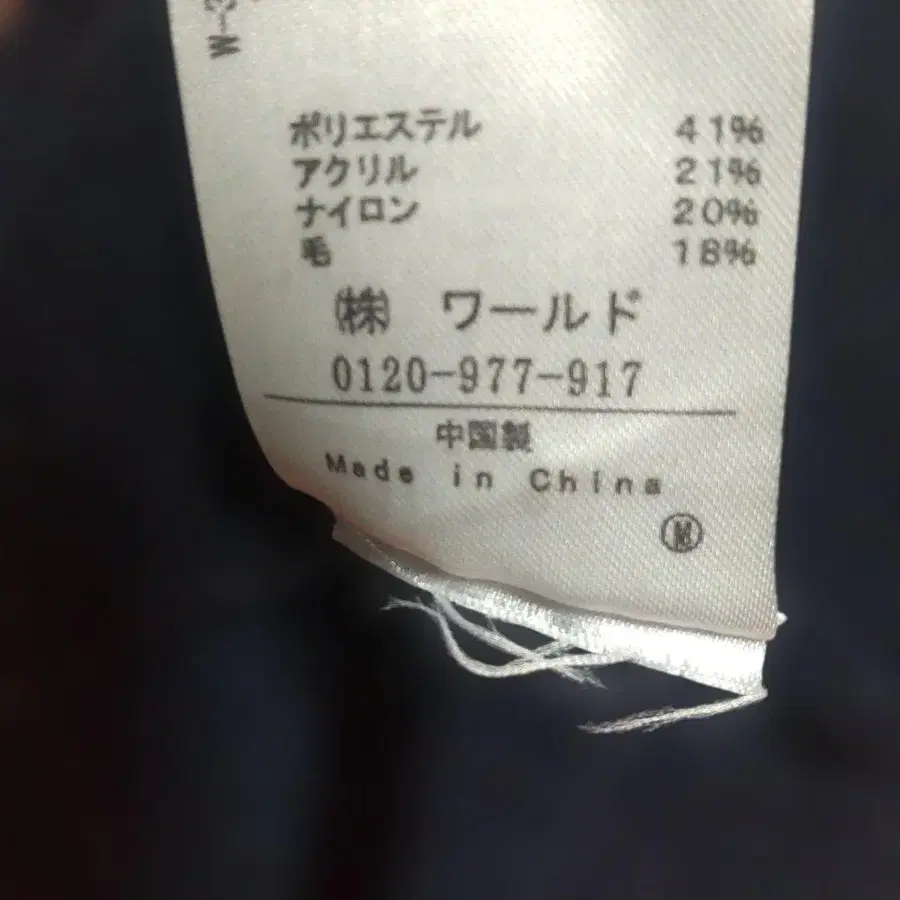 ポリエステル 41%
アクリル 21%
ナイロン 20%
毛 18%
㈱ ワールド
0120-977-917
中国製
Made in China
Ⓜ